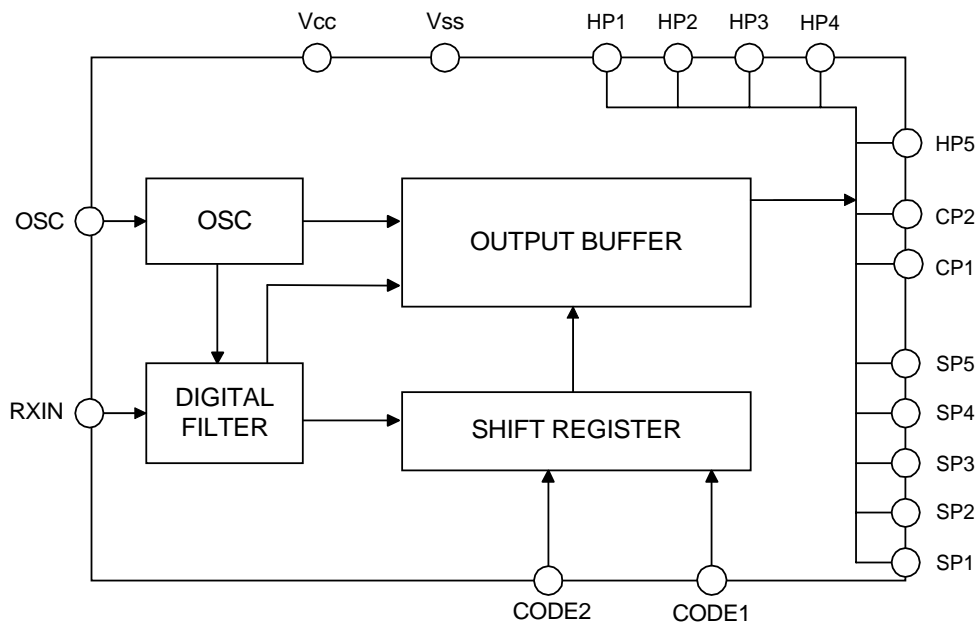 Vcc
Vss
HP1
HP2
HP3
HP4
HP5
OSC
OSC
OUTPUT BUFFER
CP2
CP1
SP5
RXIN
DIGITAL
FILTER
SHIFT REGISTER
SP4
SP3
SP2
SP1
CODE2
CODE1